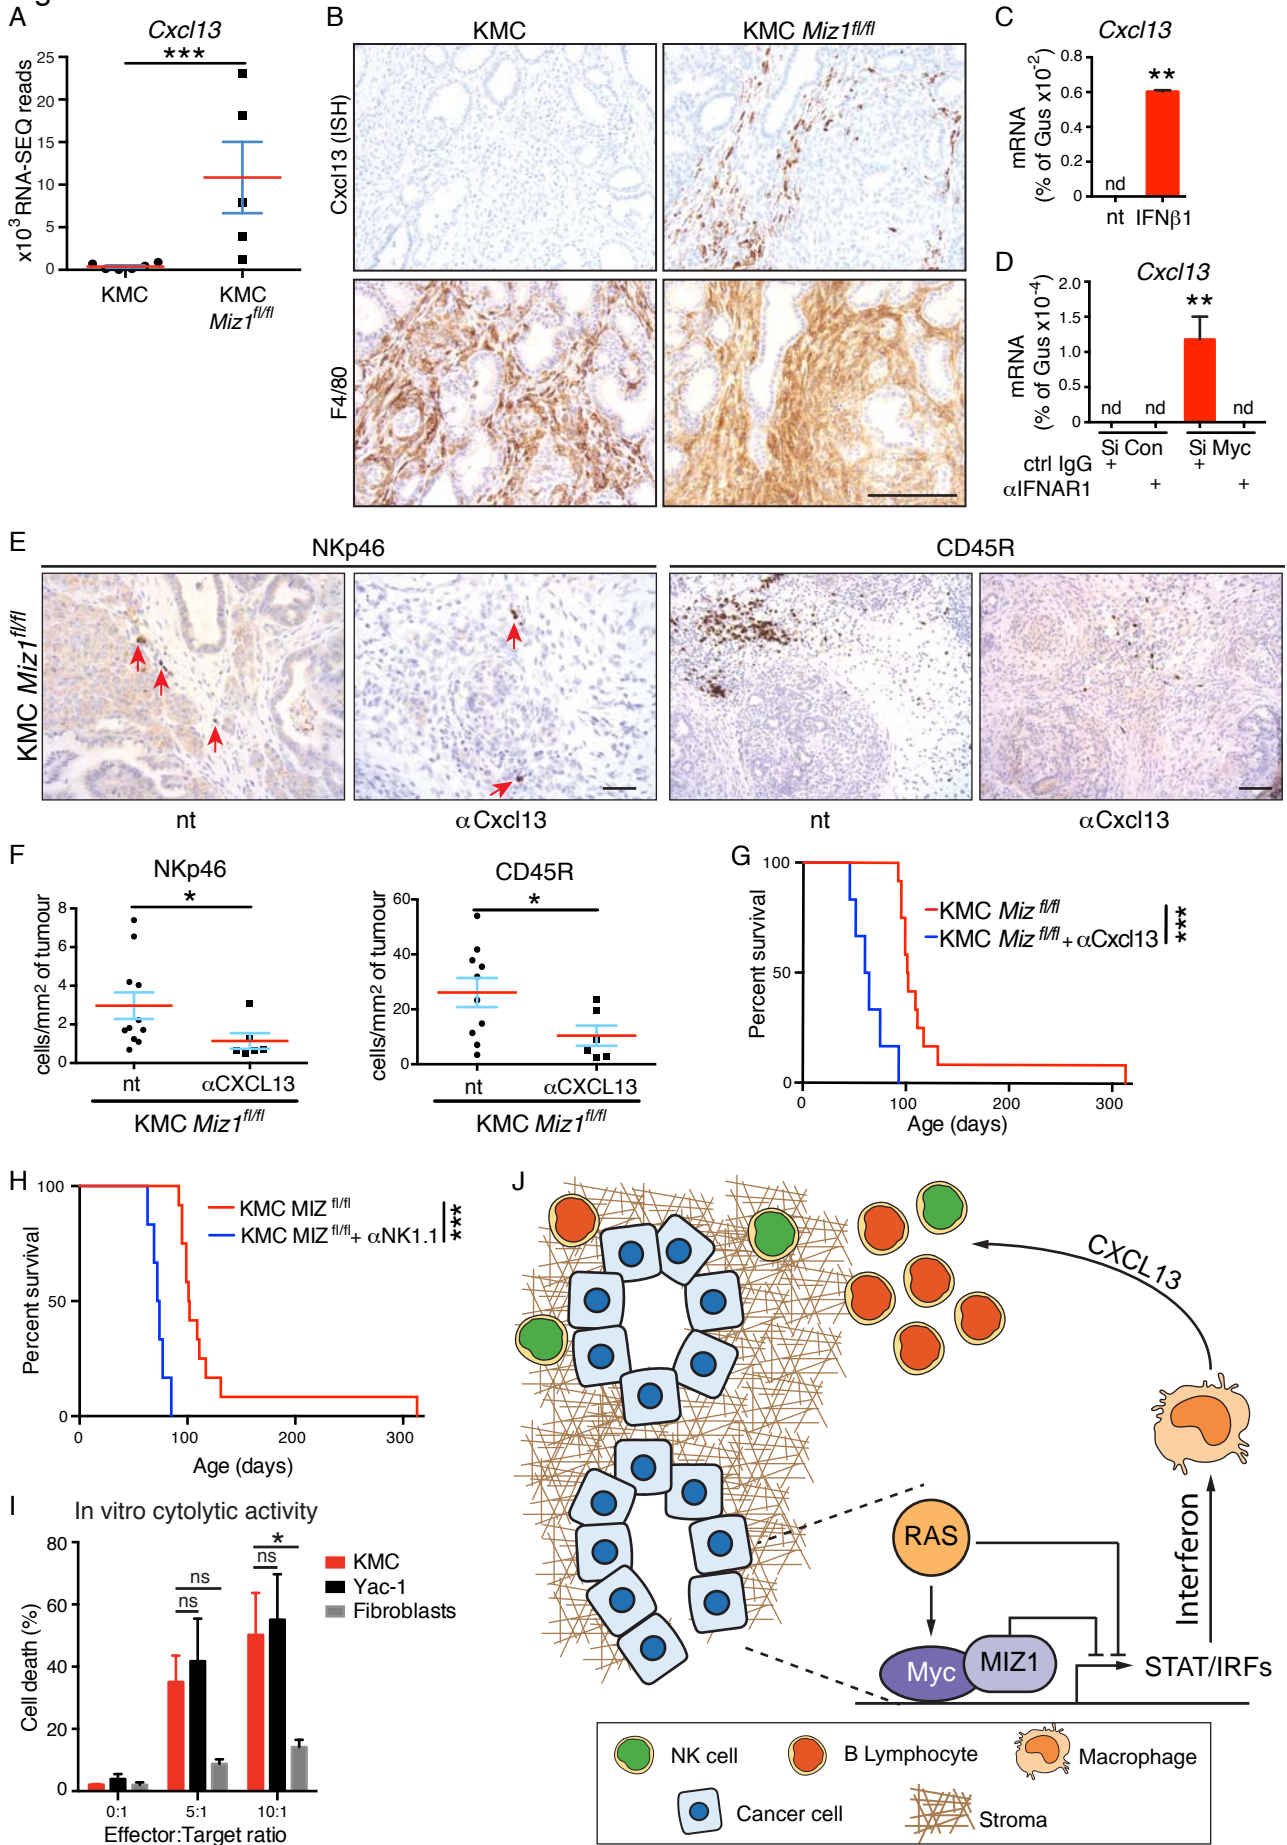 A
Cxcl13
***
x10³ RNA-SEQ reads
25
20
15
10
5
0
KMC
KMC
Miz1fl/fl
B
KMC
KMC Miz1fl/fl
Cxcl13 (ISH)
F4/80
C
Cxcl13
mRNA
(% of Gus x10-2)
0.8
0.6
0.4
0.2
0
**
nd
nt IFNβ1
D
Cxcl13
mRNA
(% of Gus x10-4)
2.0
1.5
1.0
0.5
0
**
nd nd nd
Si Con Si Myc
ctrl IgG + +
αIFNAR1 + +
E
NKp46
CD45R
KMC Miz1fl/fl
nt
αCxcl13
nt
αCxcl13
F
NKp46
*
cells/mm² of tumour
8
6
4
2
0
nt αCXCL13
KMC Miz1fl/fl
CD45R
*
cells/mm² of tumour
60
40
20
0
nt αCXCL13
KMC Miz1fl/fl
G
Percent survival
100
50
0
KMC Miz fl/fl
KMC Miz fl/fl + αCxcl13
***
0 100 200 300
Age (days)
H
Percent survival
100
50
0
KMC MIZ fl/fl
KMC MIZ fl/fl + αNK1.1
***
0 100 200 300
Age (days)
I
In vitro cytolytic activity
Cell death (%)
80
60
40
20
0
ns
ns
ns
*
KMC
Yac-1
Fibroblasts
0:1 5:1 10:1
Effector:Target ratio
J
CXCL13
Interferon
RAS
Myc
MIZ1
STAT/IRFs
NK cell
B Lymphocyte
Macrophage
Cancer cell
Stroma